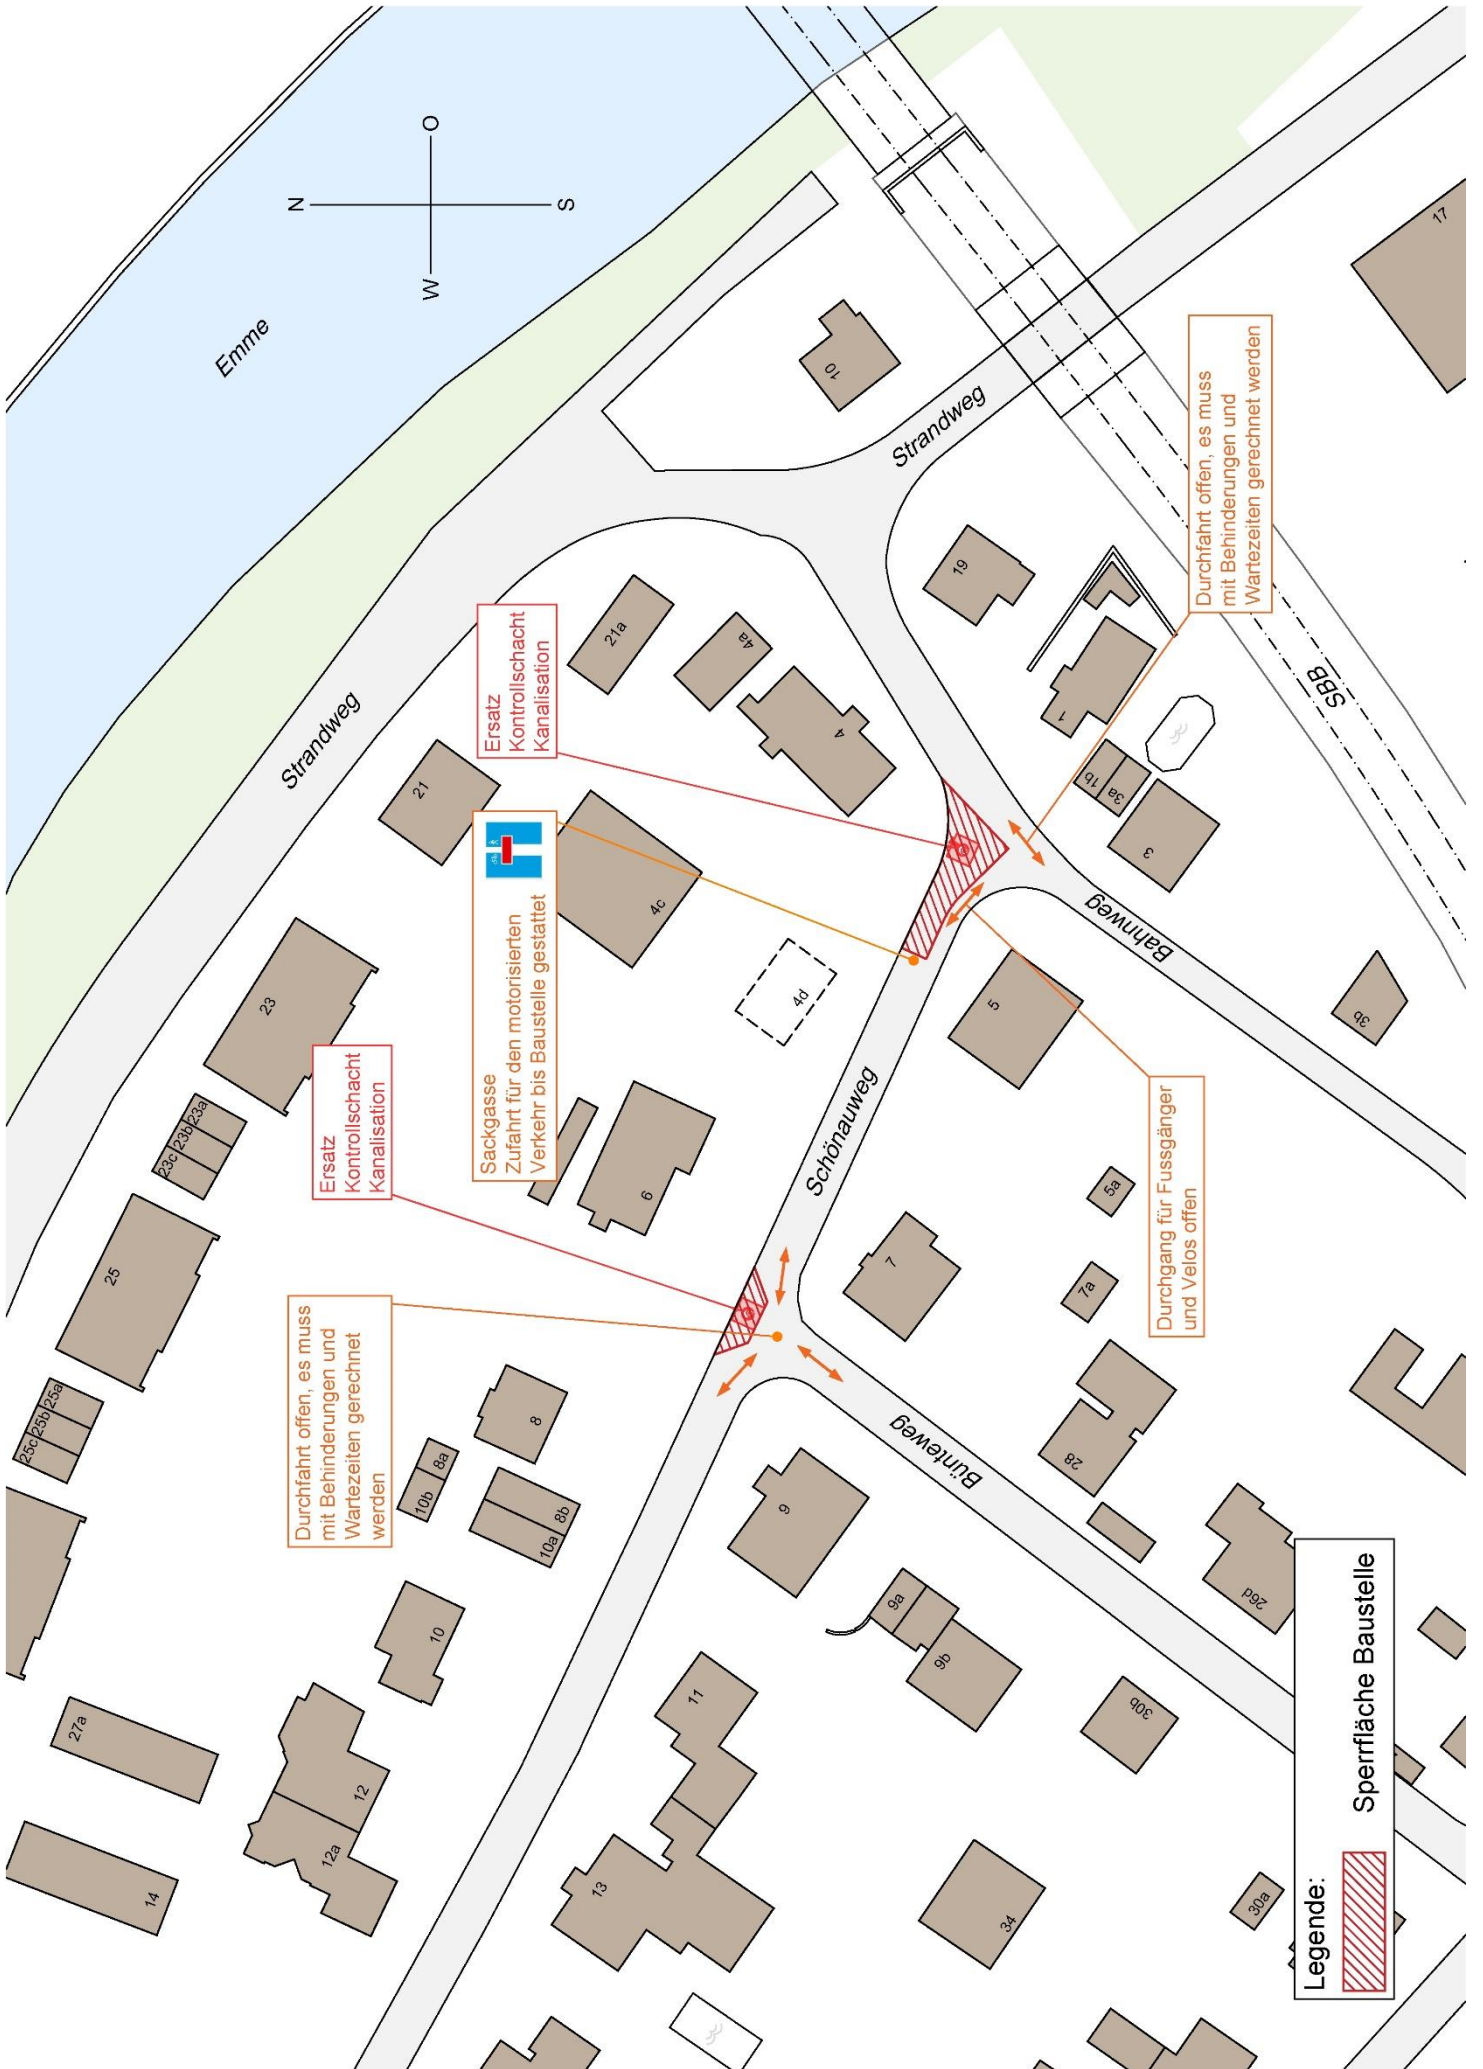 Emme
N
W
O
S
Strandweg
Strandweg
Schönauweg
Bahnweg
Bünteweg
SBB
Ersatz
Kontrollschacht
Kanalisation
Ersatz
Kontrollschacht
Kanalisation
Sackgasse
Zufahrt für den motorisierten
Verkehr bis Baustelle gestattet
Durchfahrt offen, es muss
mit Behinderungen und
Wartezeiten gerechnet
werden
Durchfahrt offen, es muss
mit Behinderungen und
Wartezeiten gerechnet werden
Durchgang für Fussgänger
und Velos offen
Legende:
Sperrfläche Baustelle
14
27a
12a
12
10
10b
8a
10a
8b
8
25c
25b
25a
25
23c
23b
23a
23
21
21a
4a
4
4c
4d
6
10
19
1
1b
3a
3
3b
17
5
5a
7
7a
28
26d
9
9a
9b
11
13
34
30b
30a